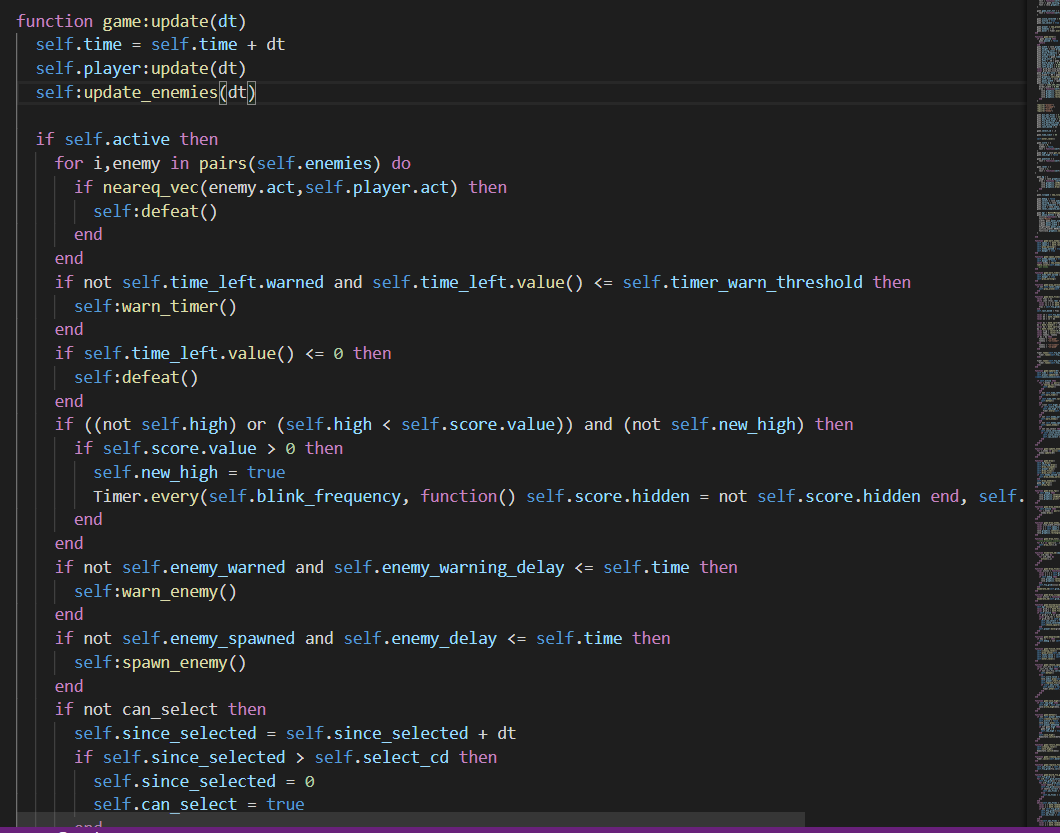 function game:update(dt)
self.time = self.time + dt
self.player:update(dt)
self:update_enemies(dt)
if self.active then
for i,enemy in pairs(self.enemies) do
if neareq_vec(enemy.act,self.player.act) then
self:defeat()
end
end
if not self.time_left.warned and self.time_left.value() <= self.timer_warn_threshold then
self:warn_timer()
end
if self.time_left.value() <= 0 then
self:defeat()
end
if ((not self.high) or (self.high < self.score.value)) and (not self.new_high) then
if self.score.value > 0 then
self.new_high = true
Timer.every(self.blink_frequency, function() self.score.hidden = not self.score.hidden end, self.
end
end
if not self.enemy_warned and self.enemy_warning_delay <= self.time then
self:warn_enemy()
end
if not self.enemy_spawned and self.enemy_delay <= self.time then
self:spawn_enemy()
end
if not can_select then
self.since_selected = self.since_selected + dt
if self.since_selected > self.select_cd then
self.since_selected = 0
self.can_select = true
end